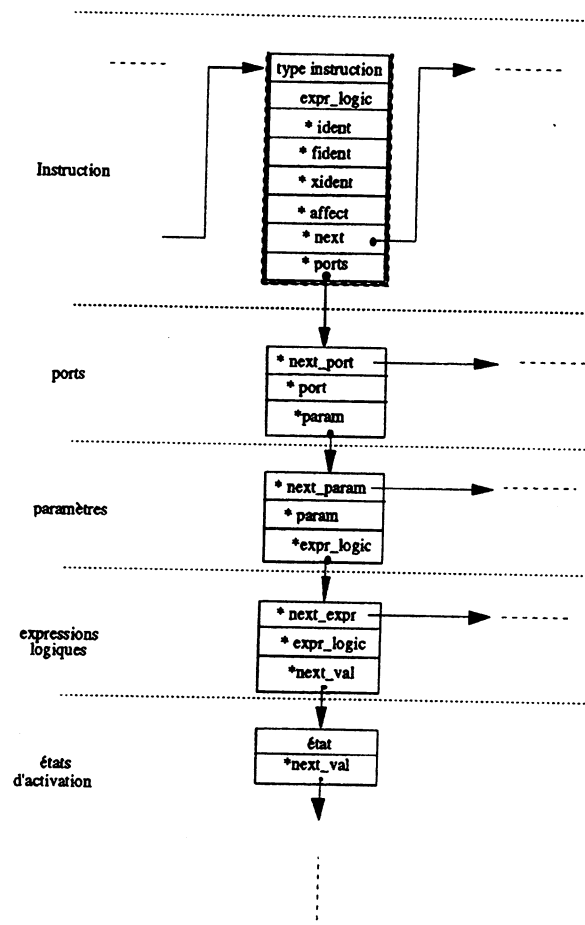 type instruction
expr_logic
* ident
* fident
Instruction
* xident
* affect
* next
* ports
* next_port
ports
* port
*param
* next_param
paramètres
* param
*expr_logic
* next_expr
expressions
logiques
* expr_logic
*next_val
état
états
d'activation
*next_val